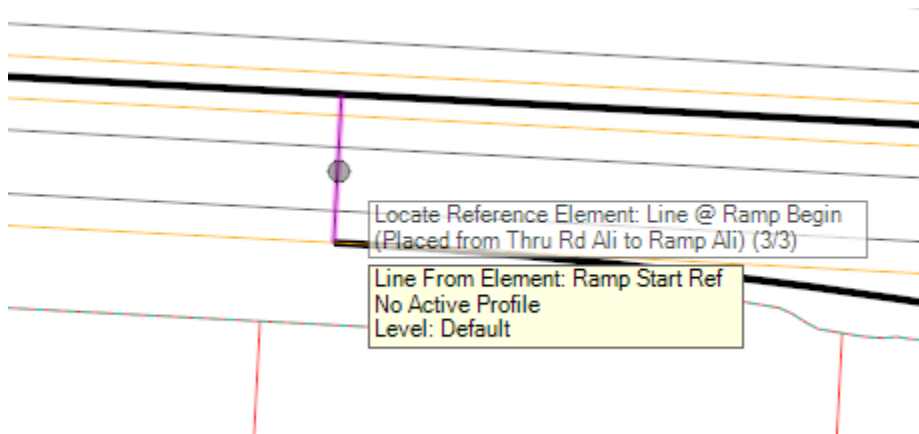 Locate Reference Element: Line @ Ramp Begin
(Placed from Thru Rd Ali to Ramp Ali) (3/3)
Line From Element: Ramp Start Ref
No Active Profile
Level: Default